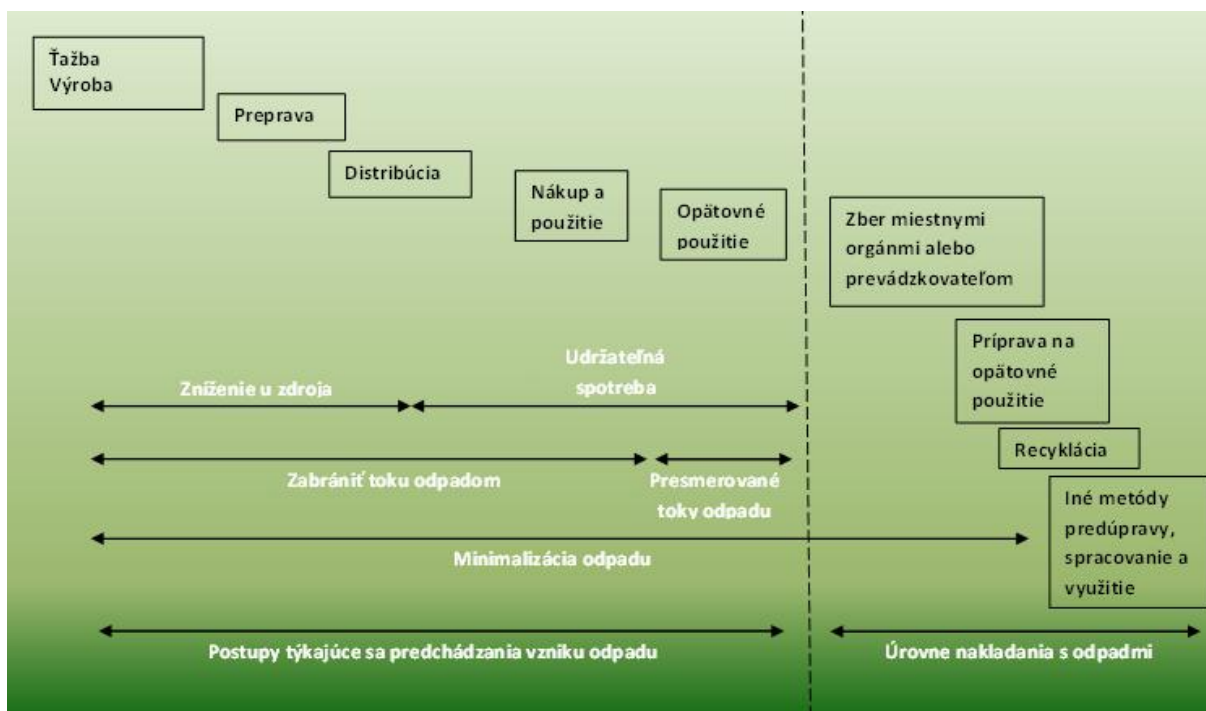 Ťažba
Výroba
Preprava
Distribúcia
Nákup a
použitie
Opätovné
použitie
Zber miestnymi
orgánmi alebo
prevádzkovateľom
Príprava na
opätovné
použitie
Recyklácia
Iné metódy
predúpravy,
spracovanie a
využitie
Zníženie u zdroja
Udržateľná
spotreba
Zabrániť toku odpadom
Presmerované
toky odpadu
Minimalizácia odpadu
Postupy týkajúce sa predchádzania vzniku odpadu
Úrovne nakladania s odpadmi